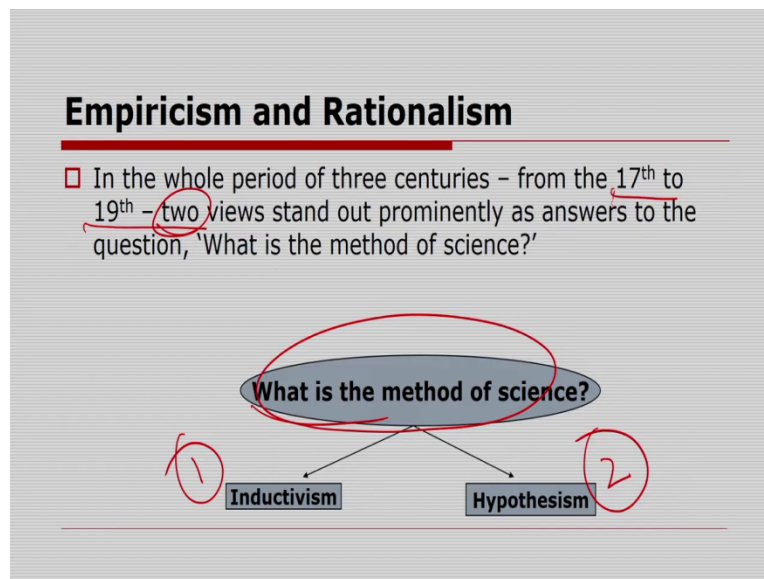 Empiricism and Rationalism
In the whole period of three centuries – from the 17th to
19th – two views stand out prominently as answers to the
question, ‘What is the method of science?’
What is the method of science?
1
2
Inductivism
Hypothesism